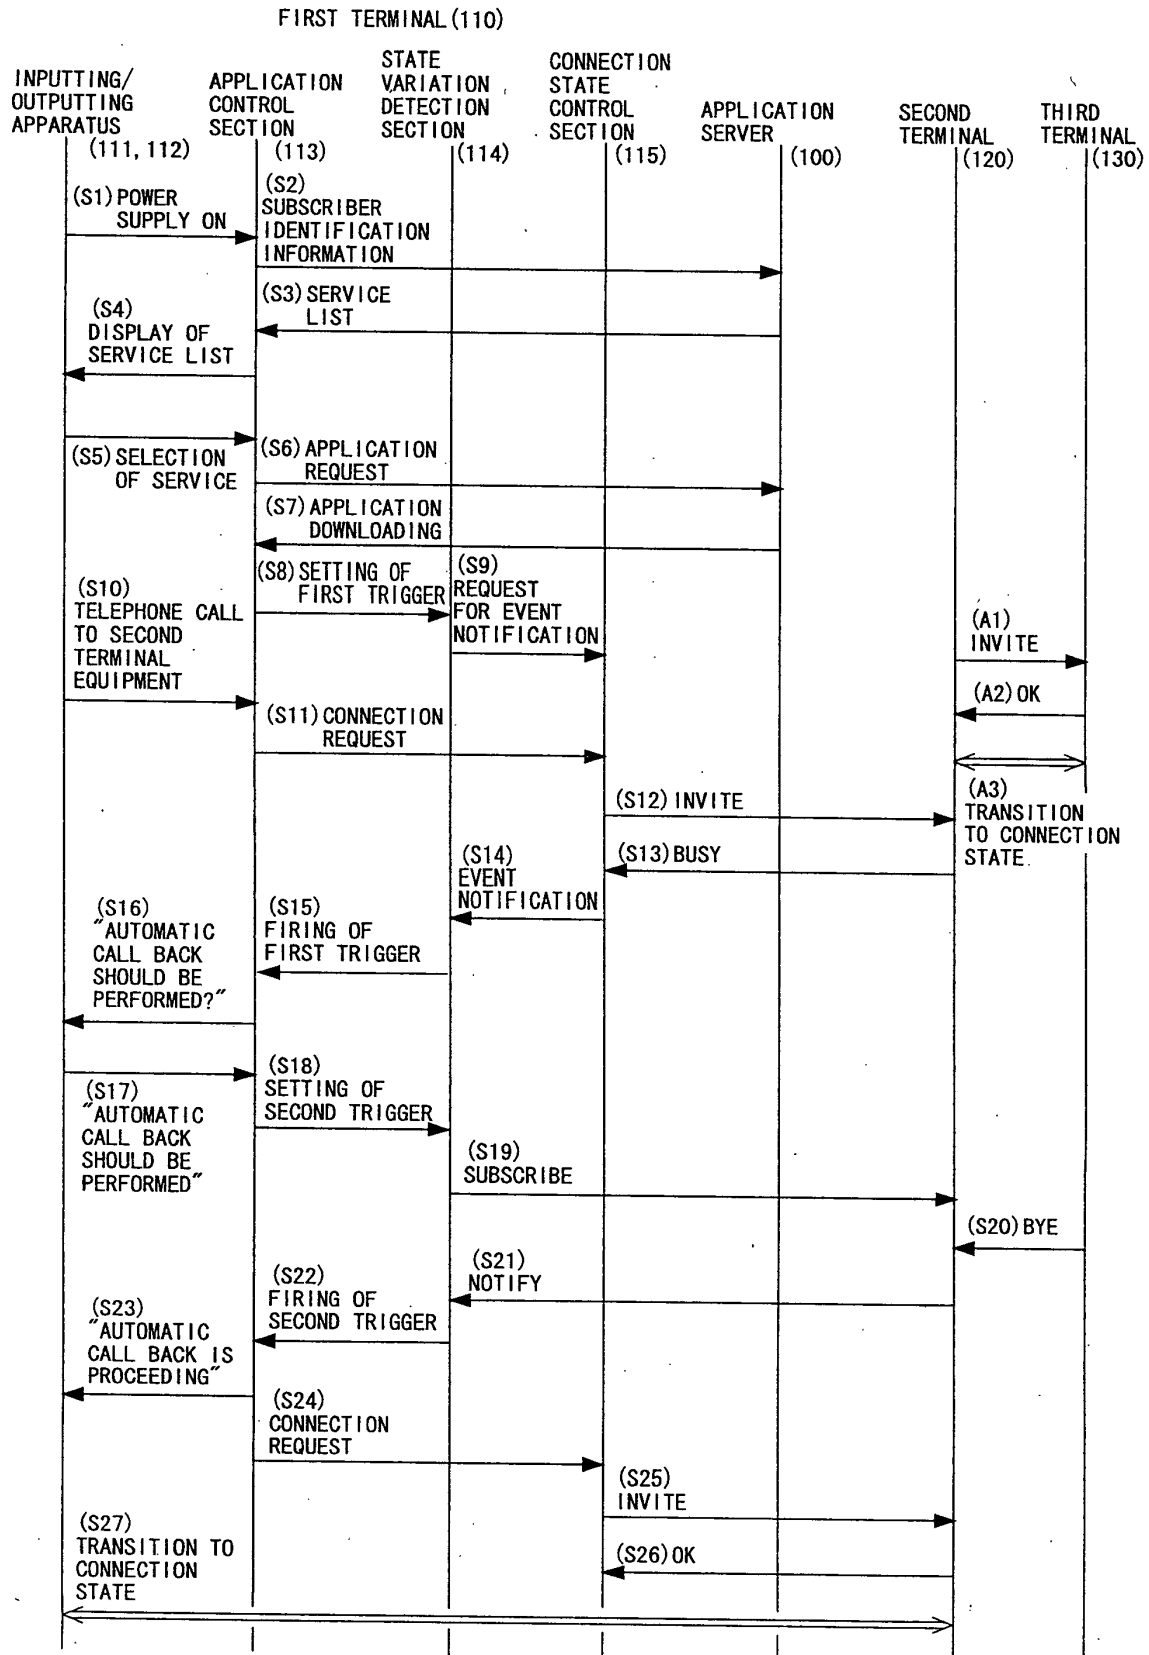 FIRST TERMINAL(110)
INPUTTING/
OUTPUTTING
APPARATUS
(111, 112)
APPLICATION
CONTROL
SECTION
(113)
STATE
VARIATION
DETECTION
SECTION
(114)
CONNECTION
STATE
CONTROL
SECTION
(115)
APPLICATION
SERVER
(100)
SECOND
TERMINAL
(120)
THIRD
TERMINAL
(130)
(S1)POWER
SUPPLY ON
(S2)
SUBSCRIBER
IDENTIFICATION
INFORMATION
(S3)SERVICE
LIST
(S4)
DISPLAY OF
SERVICE LIST
(S5)SELECTION
OF SERVICE
(S6)APPLICATION
REQUEST
(S7)APPLICATION
DOWNLOADING
(S8)SETTING OF
FIRST TRIGGER
(S9)
REQUEST
FOR EVENT
NOTIFICATION
(S10)
TELEPHONE CALL
TO SECOND
TERMINAL
EQUIPMENT
(A1)
INVITE
(A2)OK
(S11)CONNECTION
REQUEST
(A3)
TRANSITION
TO CONNECTION
STATE
(S12)INVITE
(S13)BUSY
(S14)
EVENT
NOTIFICATION
(S15)
FIRING OF
FIRST TRIGGER
(S16)
"AUTOMATIC
CALL BACK
SHOULD BE
PERFORMED?"
(S17)
"AUTOMATIC
CALL BACK
SHOULD BE
PERFORMED"
(S18)
SETTING OF
SECOND TRIGGER
(S19)
SUBSCRIBE
(S20)BYE
(S21)
NOTIFY
(S22)
FIRING OF
SECOND TRIGGER
(S23)
"AUTOMATIC
CALL BACK IS
PROCEEDING"
(S24)
CONNECTION
REQUEST
(S25)
INVITE
(S26)OK
(S27)
TRANSITION TO
CONNECTION
STATE